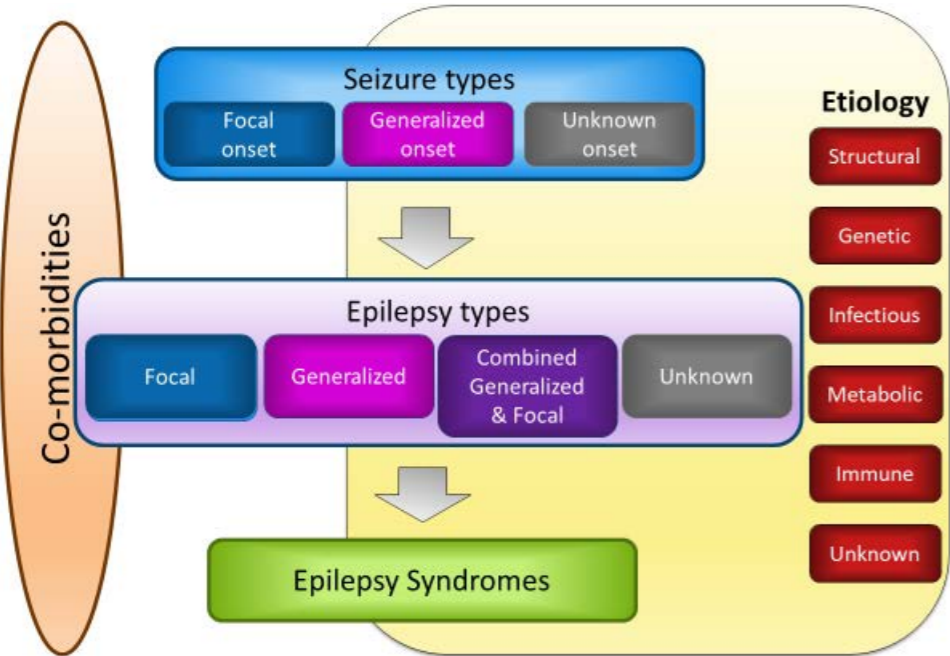 Co-morbidities
Seizure types
Focal
onset
Generalized
onset
Unknown
onset
Epilepsy types
Focal
Generalized
Combined
Generalized
& Focal
Unknown
Epilepsy Syndromes
Etiology
Structural
Genetic
Infectious
Metabolic
Immune
Unknown